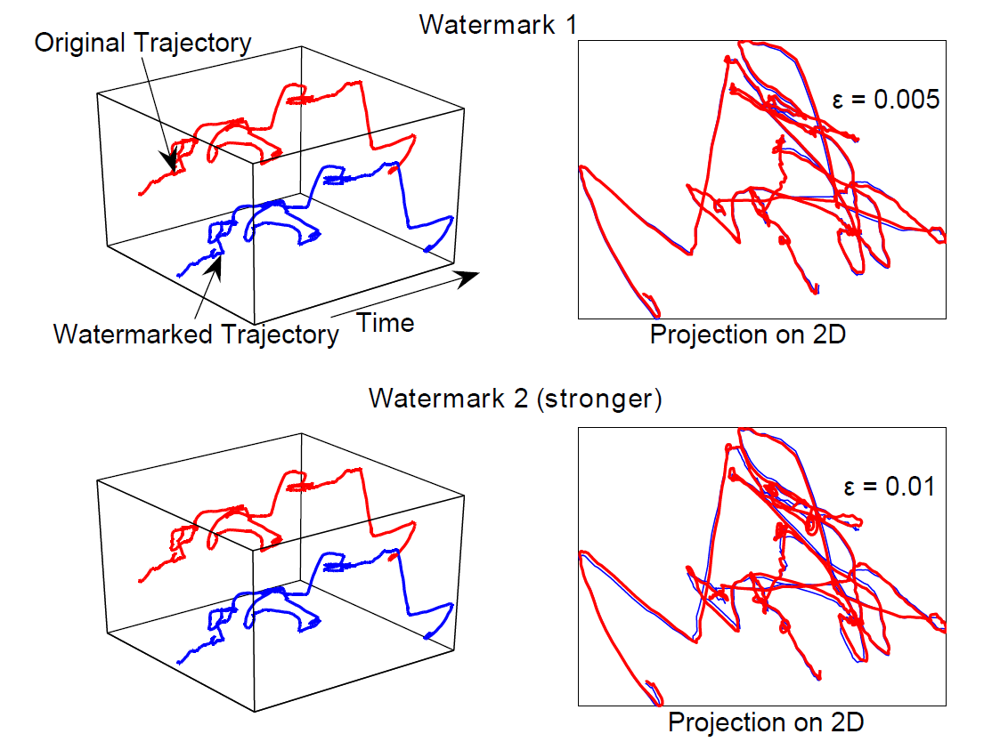 Watermark 1
Original Trajectory
ε = 0.005
Watermarked Trajectory
Time
Projection on 2D
Watermark 2 (stronger)
ε = 0.01
Projection on 2D